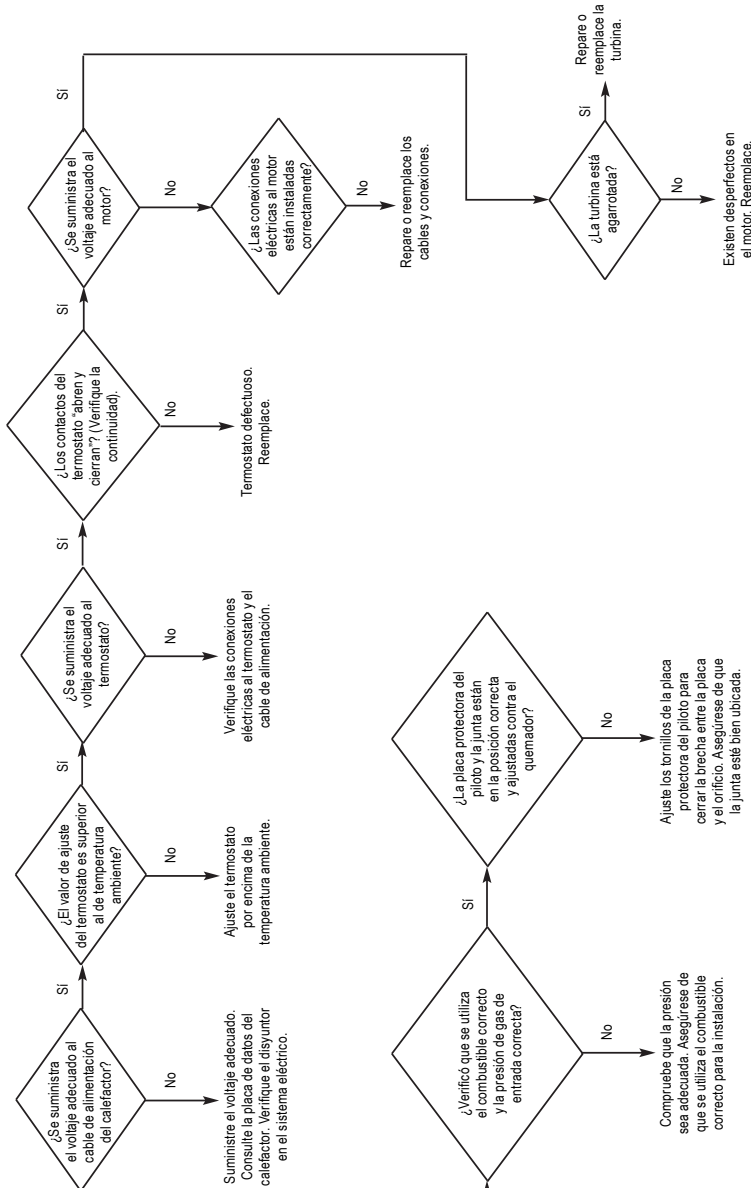 ¿Se suministra
el voltaje adecuado al
cable de alimentación
del calefactor?
Sí
No
Suministre el voltaje adecuado.
Consulte la placa de datos del
calefactor. Verifique el disyuntor
en el sistema eléctrico.
¿El valor de ajuste
del termostato es superior
al de temperatura
ambiente?
Sí
No
Ajuste el termostato
por encima de la
temperatura ambiente.
¿Se suministra el
voltaje adecuado al
termostato?
Sí
No
Verifique las conexiones
eléctricas al termostato y el
cable de alimentación.
¿Los contactos del
termostato “abren y
cierran”? (Verifique la
continuidad).
Sí
No
Termostato defectuoso.
Reemplace.
¿Se suministra el
voltaje adecuado al
motor?
Sí
No
¿Las conexiones
eléctricas al motor
están instaladas
correctamente?
No
Repare o reemplace los
cables y conexiones.
¿La turbina está
agarrotada?
Sí
Repare o
reemplace la
turbina.
No
Existen desperfectos en
el motor. Reemplace.
¿Verificó que se utiliza
el combustible correcto
y la presión de gas de
entrada correcta?
Sí
No
Compruebe que la presión
sea adecuada. Asegúrese de
que se utiliza el combustible
correcto para la instalación.
¿La placa protectora del
piloto y la junta están
en la posición correcta
y ajustadas contra el
quemador?
No
Ajuste los tornillos de la placa
protectora del piloto para
cerrar la brecha entre la placa
y el orificio. Asegúrese de que
la junta esté bien ubicada.